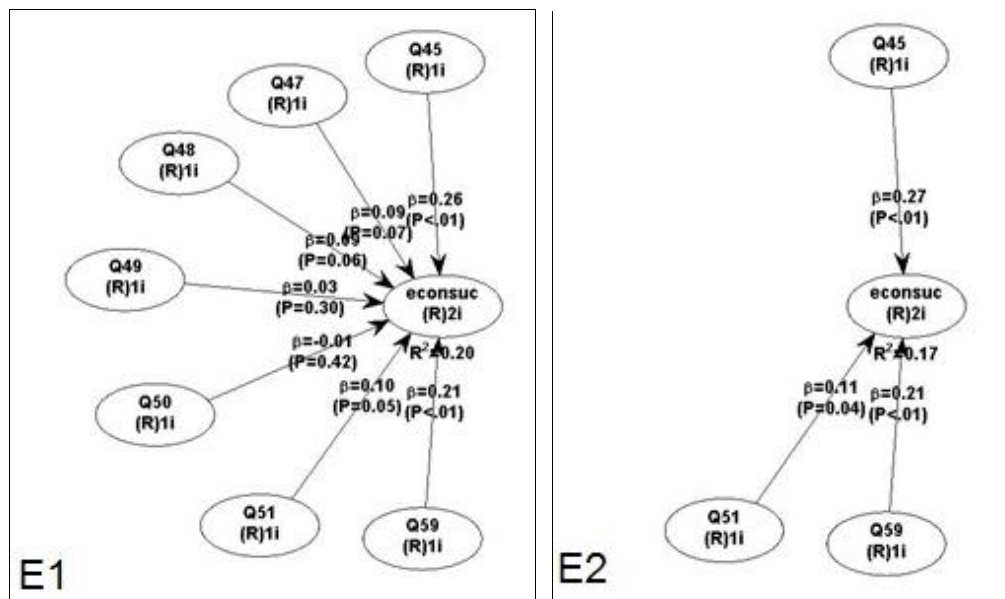 Q45
(R)1i
Q47
(R)1i
Q48
(R)1i
Q49
(R)1i
Q50
(R)1i
Q51
(R)1i
Q59
(R)1i
β=0.26
(P<.01)
β=0.09
(P=0.07)
β=0.09
(P=0.06)
β=0.03
(P=0.30)
β=-0.01
(P=0.42)
β=0.10
(P=0.05)
β=0.21
(P<.01)
econsuc
(R)2i
R²=0.20
E1
Q45
(R)1i
β=0.27
(P<.01)
econsuc
(R)2i
R²=0.17
β=0.11
(P=0.04)
β=0.21
(P<.01)
Q51
(R)1i
Q59
(R)1i
E2